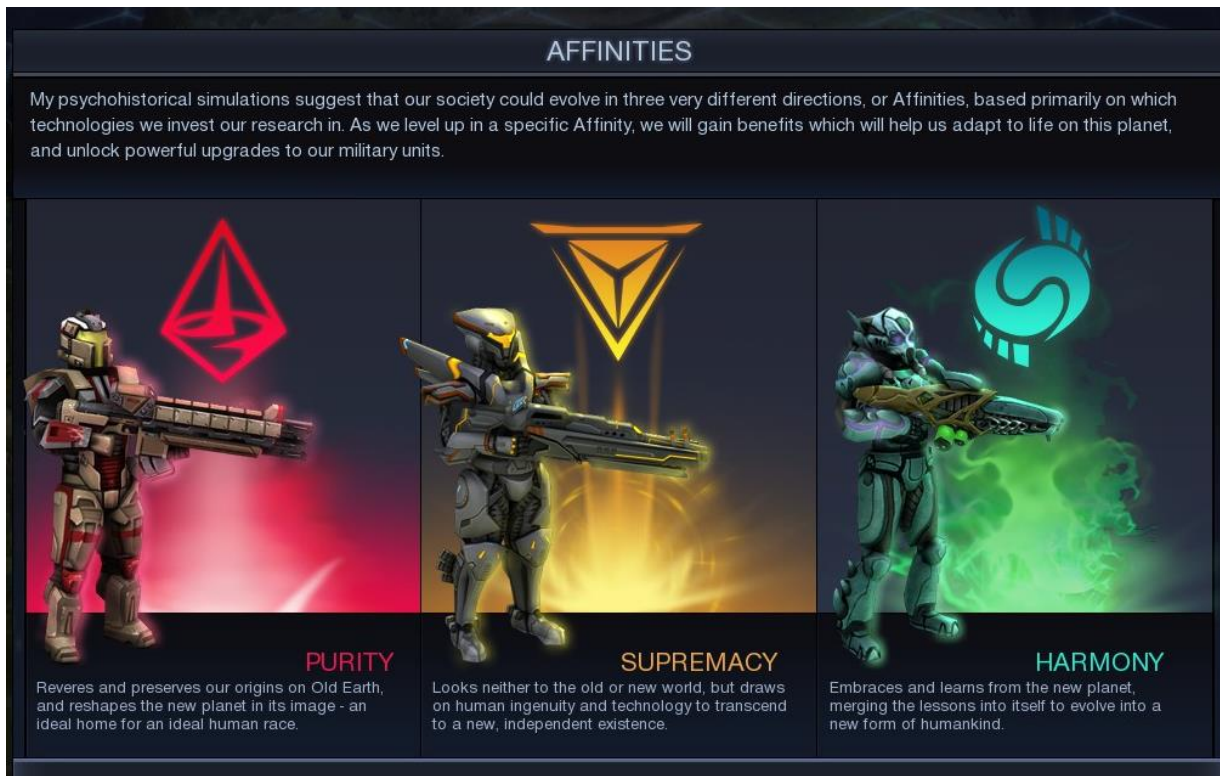 AFFINITIES
My psychohistorical simulations suggest that our society could evolve in three very different directions, or Affinities, based primarily on which
technologies we invest our research in. As we level up in a specific Affinity, we will gain benefits which will help us adapt to life on this planet,
and unlock powerful upgrades to our military units.
PURITY
Reveres and preserves our origins on Old Earth,
and reshapes the new planet in its image - an
ideal home for an ideal human race.
SUPREMACY
Looks neither to the old or new world, but draws
on human ingenuity and technology to transcend
to a new, independent existence.
HARMONY
Embraces and learns from the new planet,
merging the lessons into itself to evolve into a
new form of humankind.